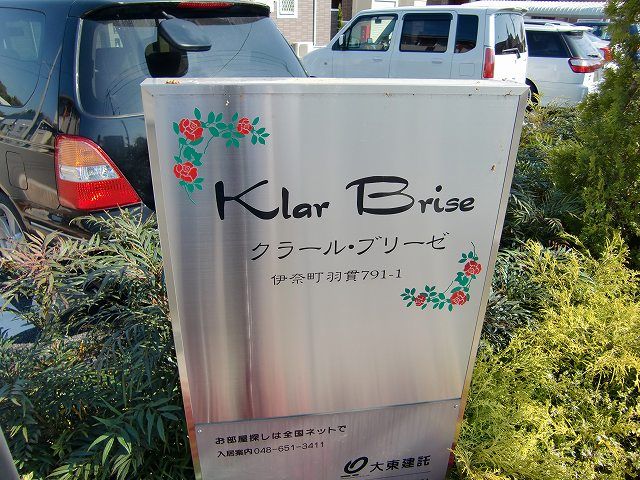 Klar Brise
クラール・ブリーゼ
伊奈町羽貫791-1
お部屋探しは全国ネットで
入居案内048-651-3411
大東建託